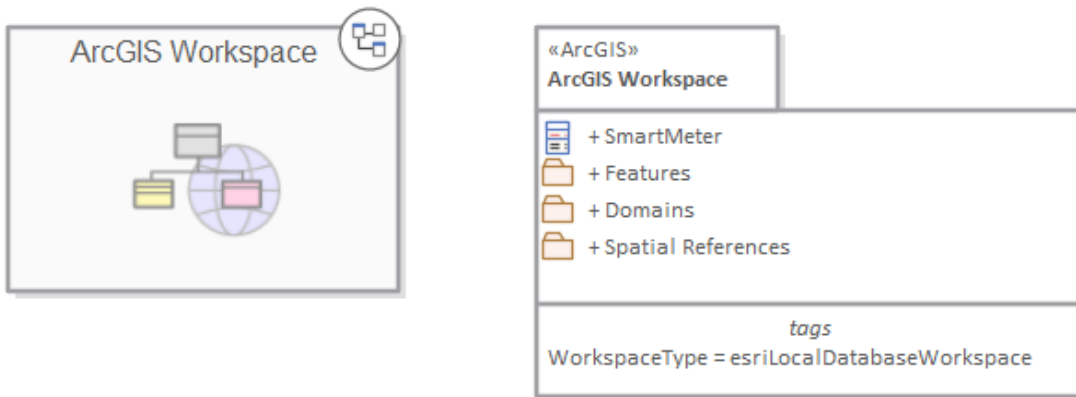 ArcGIS Workspace
«ArcGIS»
ArcGIS Workspace
+ SmartMeter
+ Features
+ Domains
+ Spatial References
tags
WorkspaceType = esriLocalDatabaseWorkspace